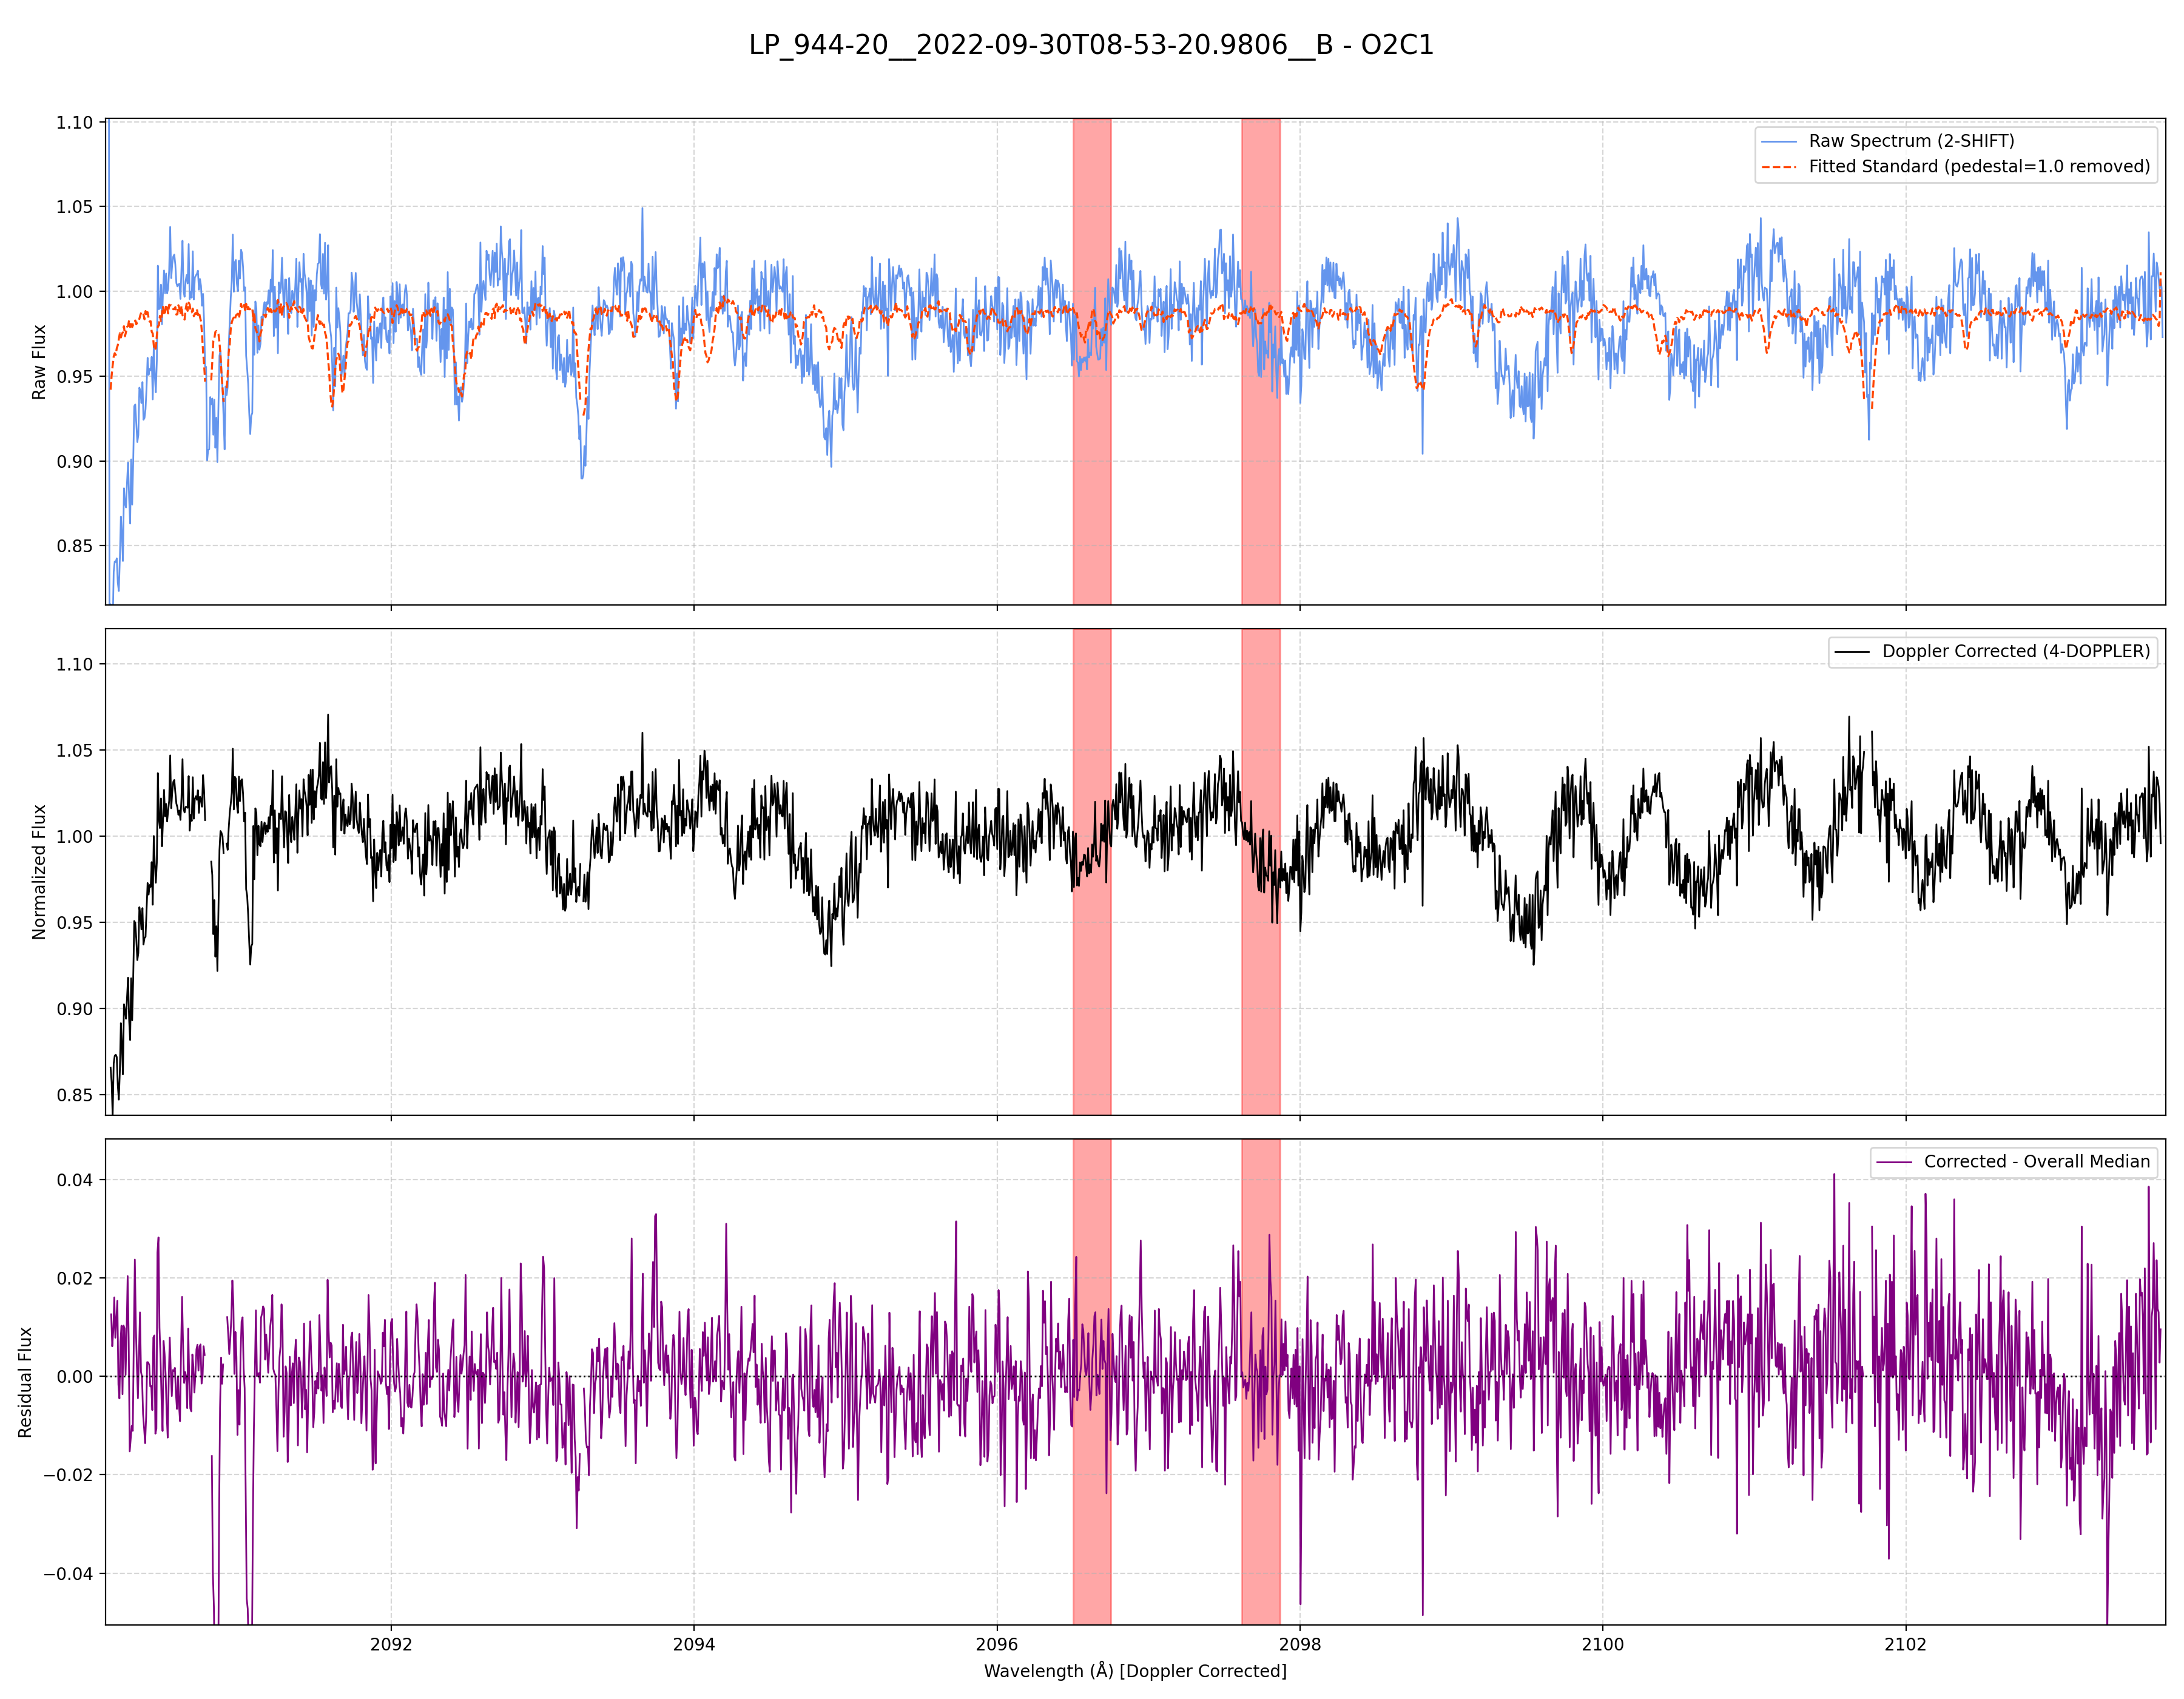 LP_944-20__2022-09-30T08-53-20.9806__B - O2C1
Raw Flux
1.10
1.05
1.00
0.95
0.90
0.85
Raw Spectrum (2-SHIFT)
Fitted Standard (pedestal=1.0 removed)
Normalized Flux
1.10
1.05
1.00
0.95
0.90
0.85
Doppler Corrected (4-DOPPLER)
Residual Flux
0.04
0.02
0.00
−0.02
−0.04
Corrected - Overall Median
2092
2094
2096
2098
2100
2102
Wavelength (Å) [Doppler Corrected]